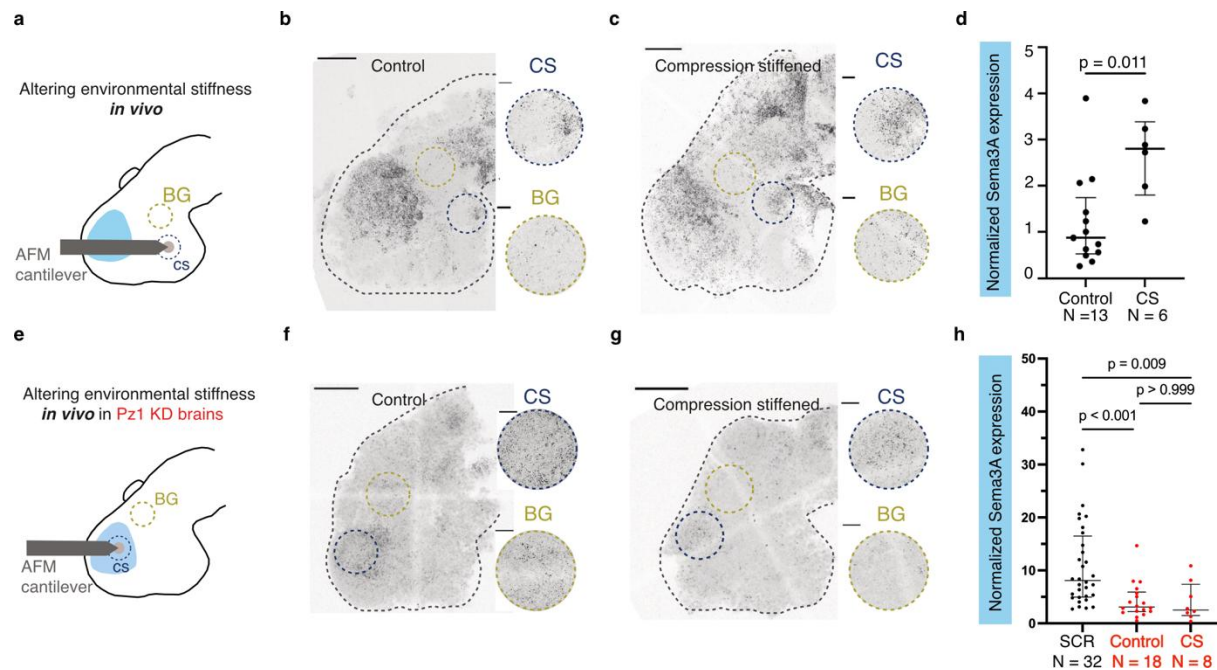 a
Altering environmental stiffness
in vivo
BG
AFM
cantilever
CS
b
Control
CS
BG
c
Compression stiffened
CS
BG
d
Normalized Sema3A expression
p = 0.011
5
4
3
2
1
0
Control
N =13
CS
N = 6
e
Altering environmental stiffness
in vivo in Pz1 KD brains
BG
AFM
cantilever
CS
f
Control
CS
BG
g
Compression stiffened
CS
BG
h
Normalized Sema3A expression
p = 0.009
p > 0.999
p < 0.001
50
40
30
20
10
5
0
SCR
N = 32
Control
N = 18
CS
N = 8